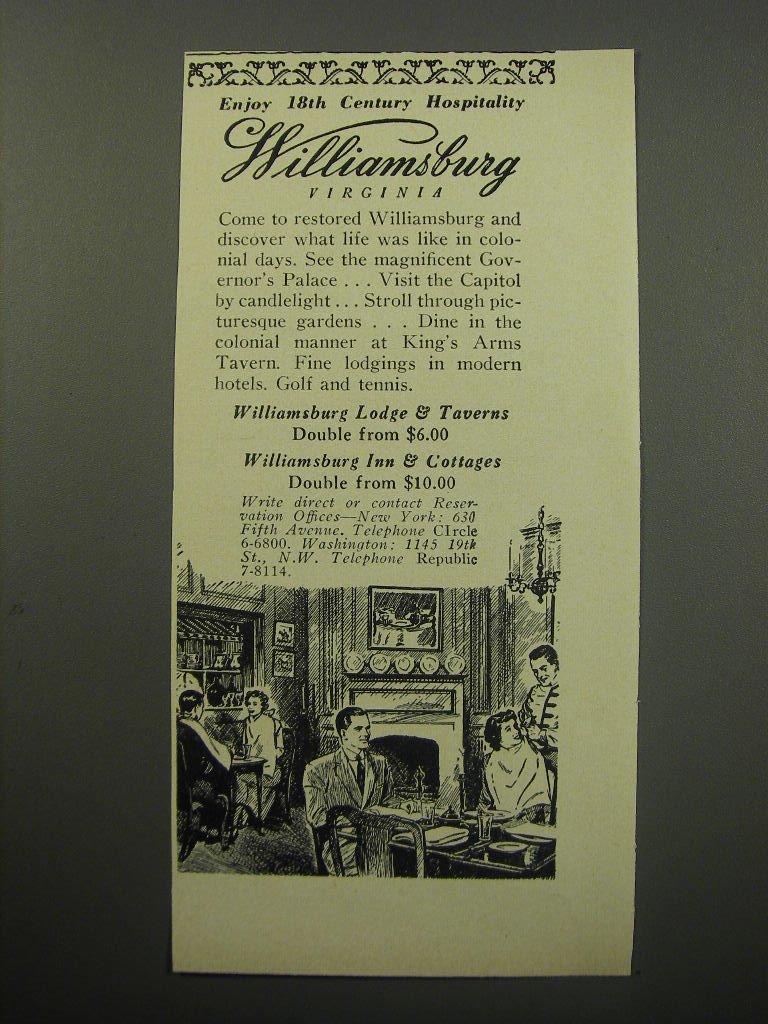 Enjoy 18th Century Hospitality
Williamsburg
VIRGINIA
Come to restored Williamsburg and
discover what life was like in colo-
nial days. See the magnificent Gov-
ernor's Palace . . . Visit the Capitol
by candlelight . . . Stroll through pic-
turesque gardens . . . Dine in the
colonial manner at King's Arms
Tavern. Fine lodgings in modern
hotels. Golf and tennis.
Williamsburg Lodge & Taverns
Double from $6.00
Williamsburg Inn & Cottages
Double from $10.00
Write direct or contact Reser-
vation Offices—New York: 630
Fifth Avenue. Telephone CIrcle
6-6800. Washington: 1145 19th
St., N.W. Telephone Republic
7-8114.